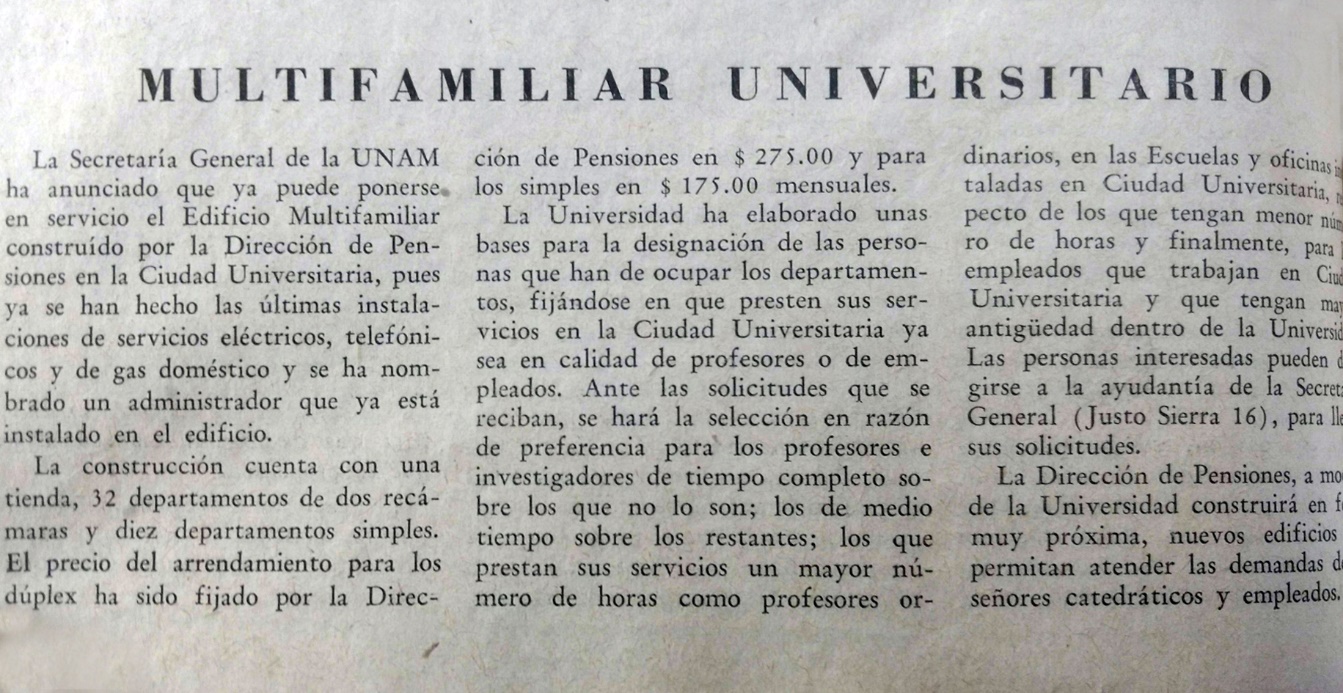 MULTIFAMILIAR UNIVERSITARIO
La Secretaría General de la UNAM
ha anunciado que ya puede ponerse
en servicio el Edificio Multifamiliar
construído por la Dirección de Pen-
siones en la Ciudad Universitaria, pues
ya se han hecho las últimas instala-
ciones de servicios eléctricos, telefóni-
cos y de gas doméstico y se ha nom-
brado un administrador que ya está
instalado en el edificio.
La construcción cuenta con una
tienda, 32 departamentos de dos recá-
maras y diez departamentos simples.
El precio del arrendamiento para los
dúplex ha sido fijado por la Direc-
ción de Pensiones en $ 275.00 y para
los simples en $ 175.00 mensuales.
La Universidad ha elaborado unas
bases para la designación de las perso-
nas que han de ocupar los departamen-
tos, fijándose en que presten sus ser-
vicios en la Ciudad Universitaria ya
sea en calidad de profesores o de em-
pleados. Ante las solicitudes que se
reciban, se hará la selección en razón
de preferencia para los profesores e
investigadores de tiempo completo so-
bre los que no lo son; los de medio
tiempo sobre los restantes; los que
prestan sus servicios un mayor nú-
mero de horas como profesores or-
dinarios, en las Escuelas y oficinas
taladas en Ciudad Universitaria,
pecto de los que tengan menor
ro de horas y finalmente, para
empleados que trabajan en
Universitaria y que tengan
antigüedad dentro de la
Las personas interesadas pueden
girse a la ayudantía de la
General (Justo Sierra 16), para
sus solicitudes.
La Dirección de Pensiones, a
de la Universidad construirá en
muy próxima, nuevos edificios
permitan atender las demandas
señores catedráticos y empleados.